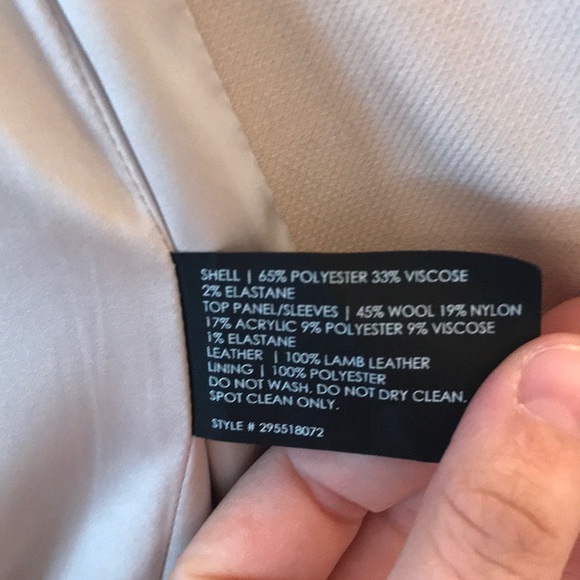 SHELL | 65% POLYESTER 33% VISCOSE
2% ELASTANE
TOP PANEL/SLEEVES | 45% WOOL 19% NYLON
17% ACRYLIC 9% POLYESTER 9% VISCOSE
1% ELASTANE
LEATHER | 100% LAMB LEATHER
LINING | 100% POLYESTER
DO NOT WASH. DO NOT DRY CLEAN.
SPOT CLEAN ONLY.
STYLE # 295518072